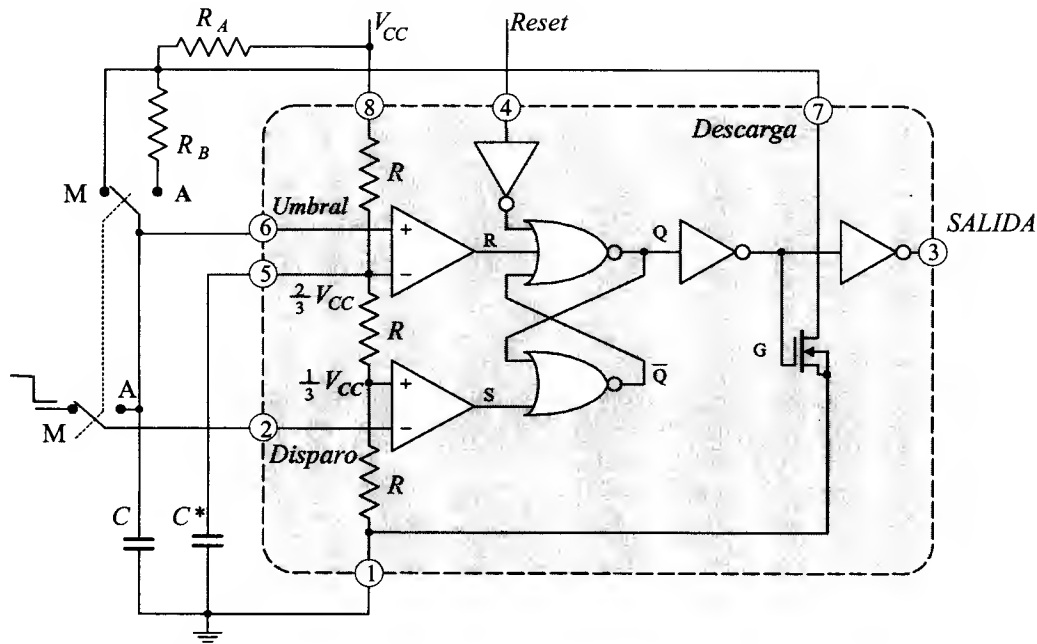 R_A
V_CC
Reset
8
4
7
Descarga
R_B
R
M
A
Umbral
6
+
R
Q
SALIDA
3
5
−
2/3 V_CC
R
G
1/3 V_CC
+
Q̅
A
S
M
2
−
Disparo
R
C
C*
1